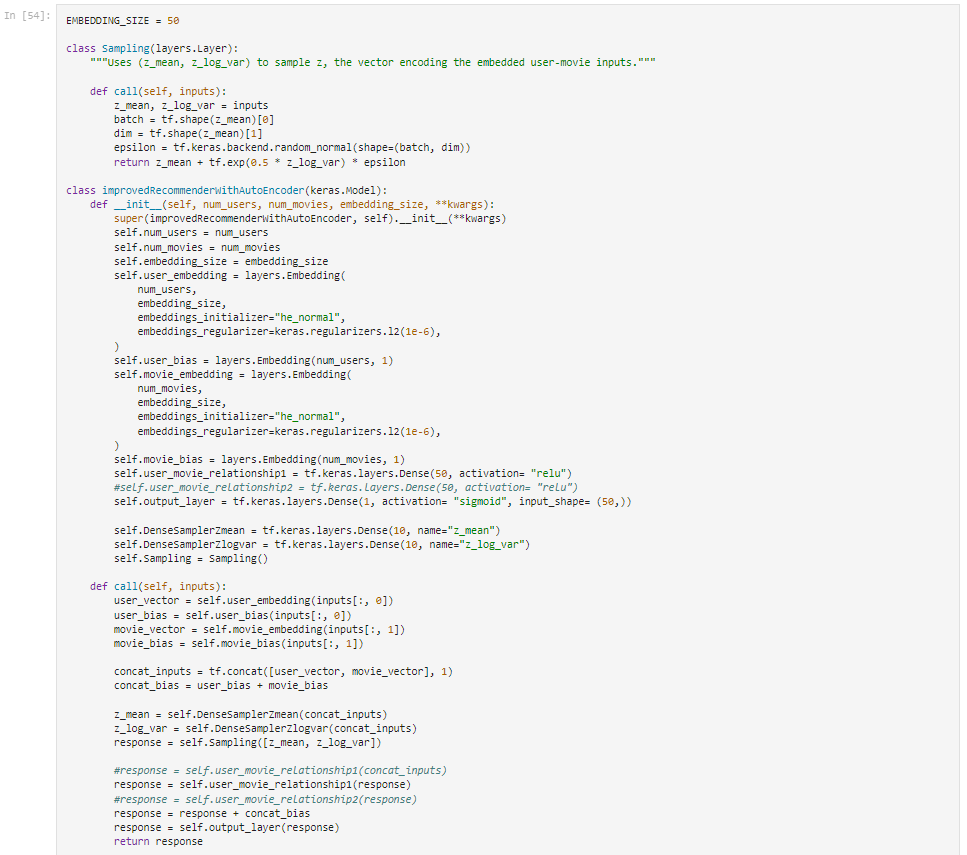 In [54]:
EMBEDDING_SIZE = 50

class Sampling(layers.Layer):
    """Uses (z_mean, z_log_var) to sample z, the vector encoding the embedded user-movie inputs."""

    def call(self, inputs):
        z_mean, z_log_var = inputs
        batch = tf.shape(z_mean)[0]
        dim = tf.shape(z_mean)[1]
        epsilon = tf.keras.backend.random_normal(shape=(batch, dim))
        return z_mean + tf.exp(0.5 * z_log_var) * epsilon

class improvedRecommenderWithAutoEncoder(keras.Model):
    def __init__(self, num_users, num_movies, embedding_size, **kwargs):
        super(improvedRecommenderWithAutoEncoder, self).__init__(**kwargs)
        self.num_users = num_users
        self.num_movies = num_movies
        self.embedding_size = embedding_size
        self.user_embedding = layers.Embedding(
            num_users,
            embedding_size,
            embeddings_initializer="he_normal",
            embeddings_regularizer=keras.regularizers.l2(1e-6),
        )
        self.user_bias = layers.Embedding(num_users, 1)
        self.movie_embedding = layers.Embedding(
            num_movies,
            embedding_size,
            embeddings_initializer="he_normal",
            embeddings_regularizer=keras.regularizers.l2(1e-6),
        )
        self.movie_bias = layers.Embedding(num_movies, 1)
        self.user_movie_relationship1 = tf.keras.layers.Dense(50, activation= "relu")
        #self.user_movie_relationship2 = tf.keras.layers.Dense(50, activation= "relu")
        self.output_layer = tf.keras.layers.Dense(1, activation= "sigmoid", input_shape= (50,))

        self.DenseSamplerZmean = tf.keras.layers.Dense(10, name="z_mean")
        self.DenseSamplerZlogvar = tf.keras.layers.Dense(10, name="z_log_var")
        self.Sampling = Sampling()

    def call(self, inputs):
        user_vector = self.user_embedding(inputs[:, 0])
        user_bias = self.user_bias(inputs[:, 0])
        movie_vector = self.movie_embedding(inputs[:, 1])
        movie_bias = self.movie_bias(inputs[:, 1])

        concat_inputs = tf.concat([user_vector, movie_vector], 1)
        concat_bias = user_bias + movie_bias

        z_mean = self.DenseSamplerZmean(concat_inputs)
        z_log_var = self.DenseSamplerZlogvar(concat_inputs)
        response = self.Sampling([z_mean, z_log_var])

        #response = self.user_movie_relationship1(concat_inputs)
        response = self.user_movie_relationship1(response)
        #response = self.user_movie_relationship2(response)
        response = response + concat_bias
        response = self.output_layer(response)
        return response